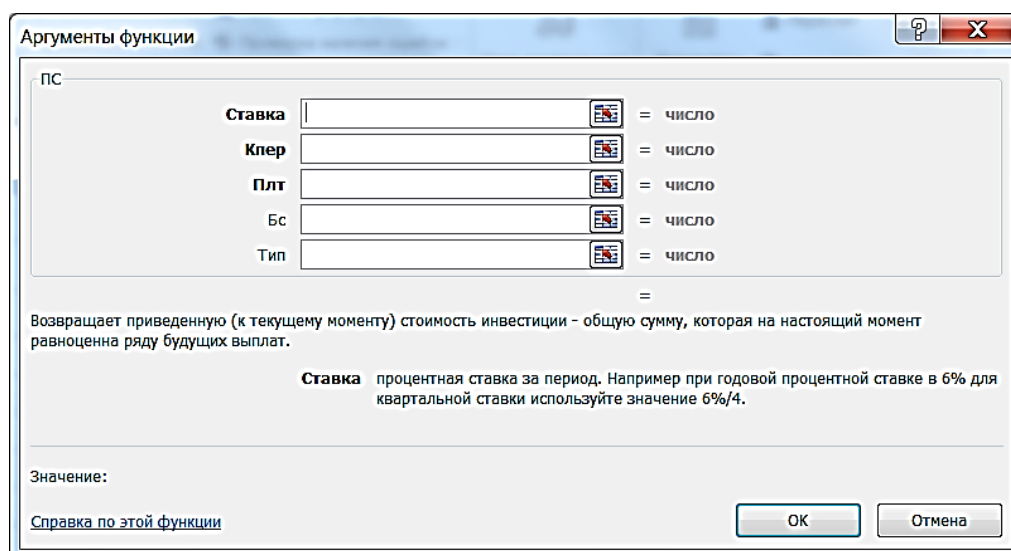 Аргументы функции
ПС
Ставка = число
Кпер = число
Плт = число
Бс = число
Тип = число
=
Возвращает приведенную (к текущему моменту) стоимость инвестиции - общую сумму, которая на настоящий момент
равноценна ряду будущих выплат.
Ставка процентная ставка за период. Например при годовой процентной ставке в 6% для
квартальной ставки используйте значение 6%/4.
Значение:
Справка по этой функции
ОК
Отмена